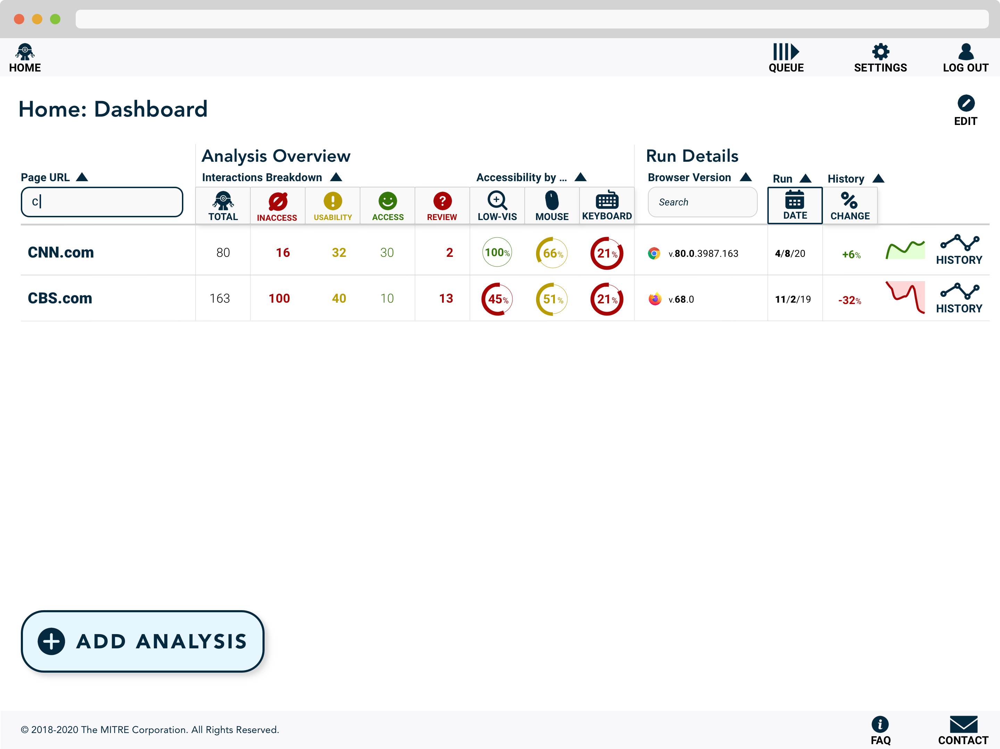 HOME
QUEUE
SETTINGS
LOG OUT
Home: Dashboard
EDIT
Analysis Overview
Run Details
Page URL
Interactions Breakdown
Accessibility by ...
Browser Version
Run
History
c
TOTAL
INACCESS
USABILITY
ACCESS
REVIEW
LOW-VIS
MOUSE
KEYBOARD
Search
DATE
CHANGE
CNN.com 80 16 32 30 2 100% 66% 21% v.80.0.3987.163 4/8/20 +6% HISTORY
CBS.com 163 100 40 10 13 45% 51% 21% v.68.0 11/2/19 -32% HISTORY
ADD ANALYSIS
© 2018-2020 The MITRE Corporation. All Rights Reserved.
FAQ
CONTACT